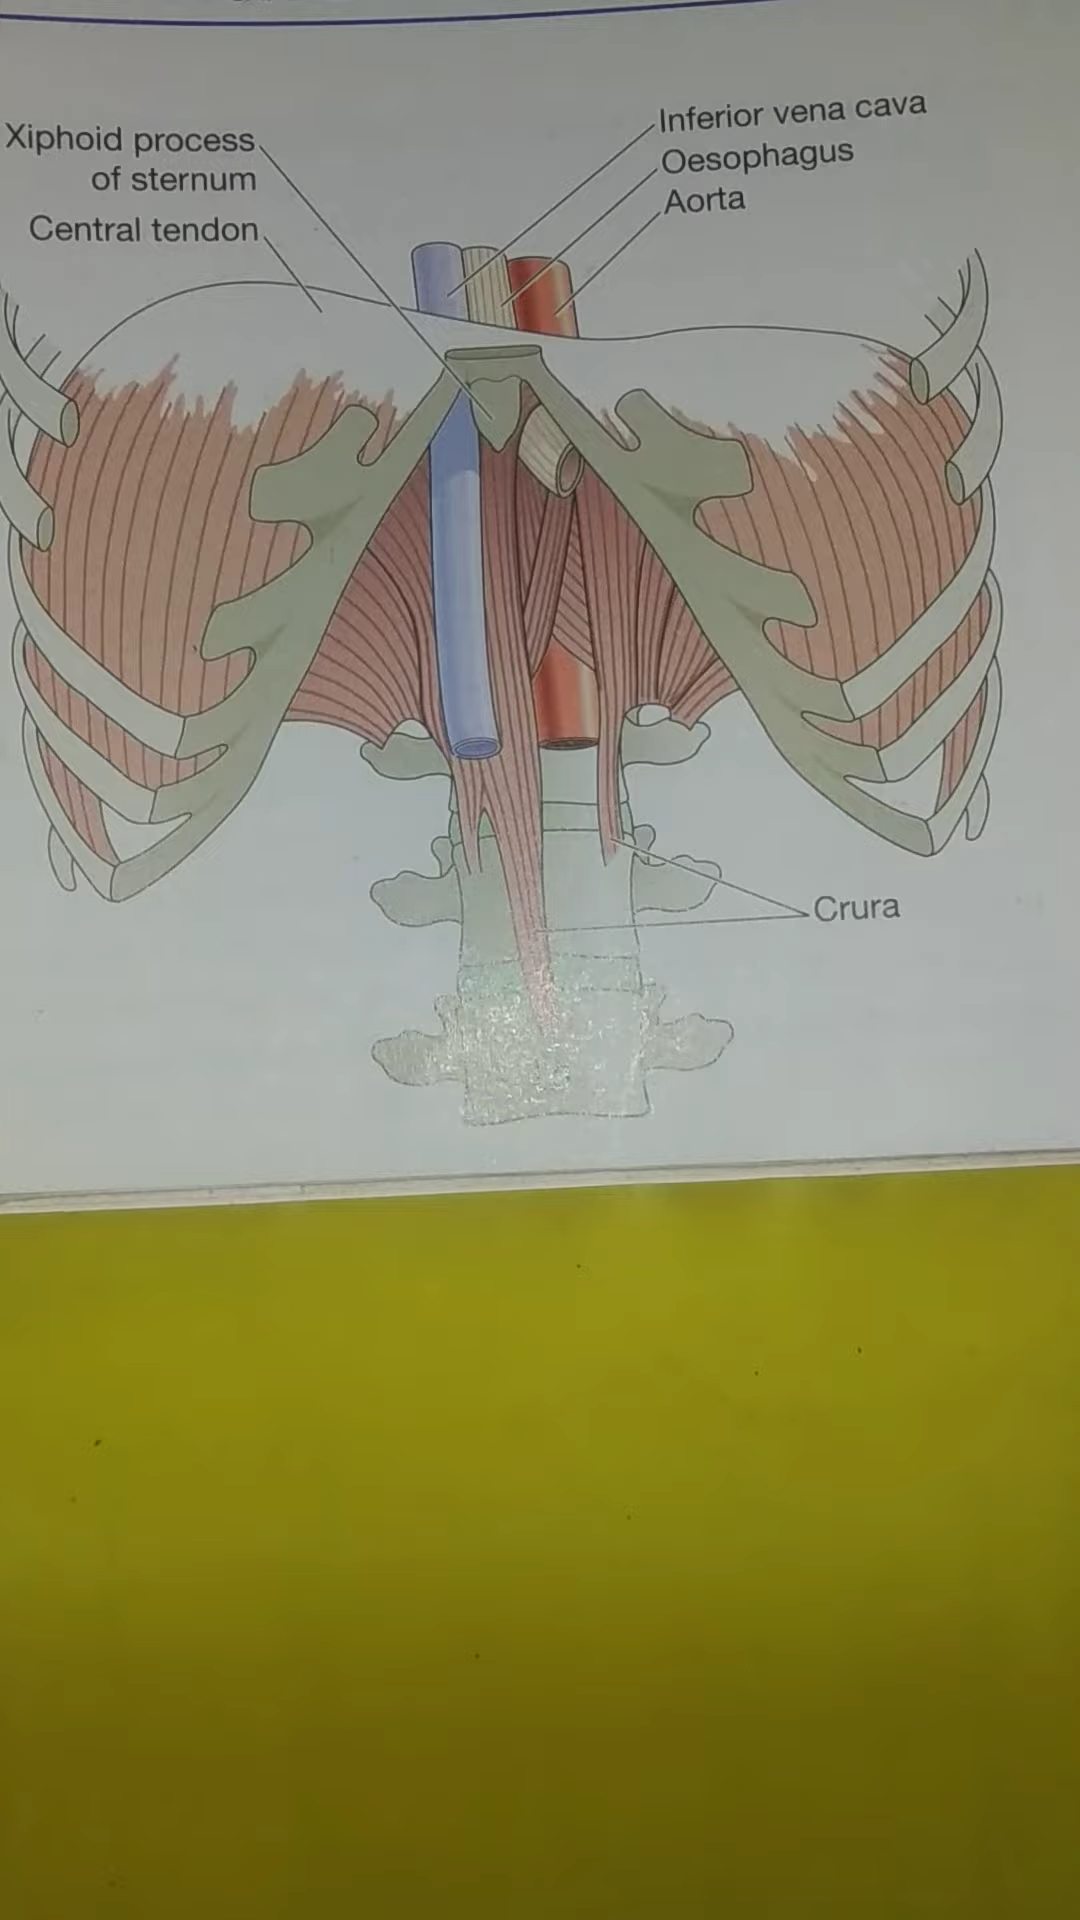 Xiphoid process
of sternum
Central tendon
Inferior vena cava
Oesophagus
Aorta
Crura